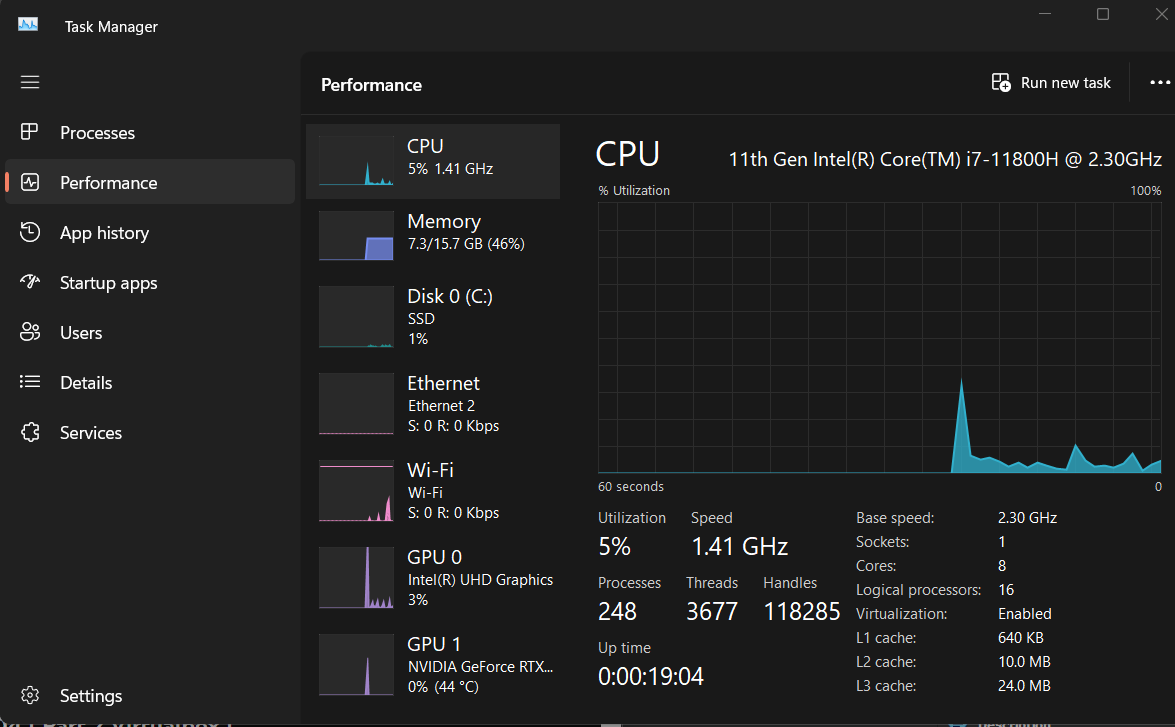 Task Manager
Performance
Run new task
Processes
Performance
App history
Startup apps
Users
Details
Services
Settings
CPU
5% 1.41 GHz
Memory
7.3/15.7 GB (46%)
Disk 0 (C:)
SSD
1%
Ethernet
Ethernet 2
S: 0 R: 0 Kbps
Wi-Fi
Wi-Fi
S: 0 R: 0 Kbps
GPU 0
Intel(R) UHD Graphics
3%
GPU 1
NVIDIA GeForce RTX...
0% (44 °C)
CPU 11th Gen Intel(R) Core(TM) i7-11800H @ 2.30GHz
% Utilization 100%
60 seconds 0
Utilization Speed
5% 1.41 GHz
Processes Threads Handles
248 3677 118285
Up time
0:00:19:04
Base speed: 2.30 GHz
Sockets: 1
Cores: 8
Logical processors: 16
Virtualization: Enabled
L1 cache: 640 KB
L2 cache: 10.0 MB
L3 cache: 24.0 MB